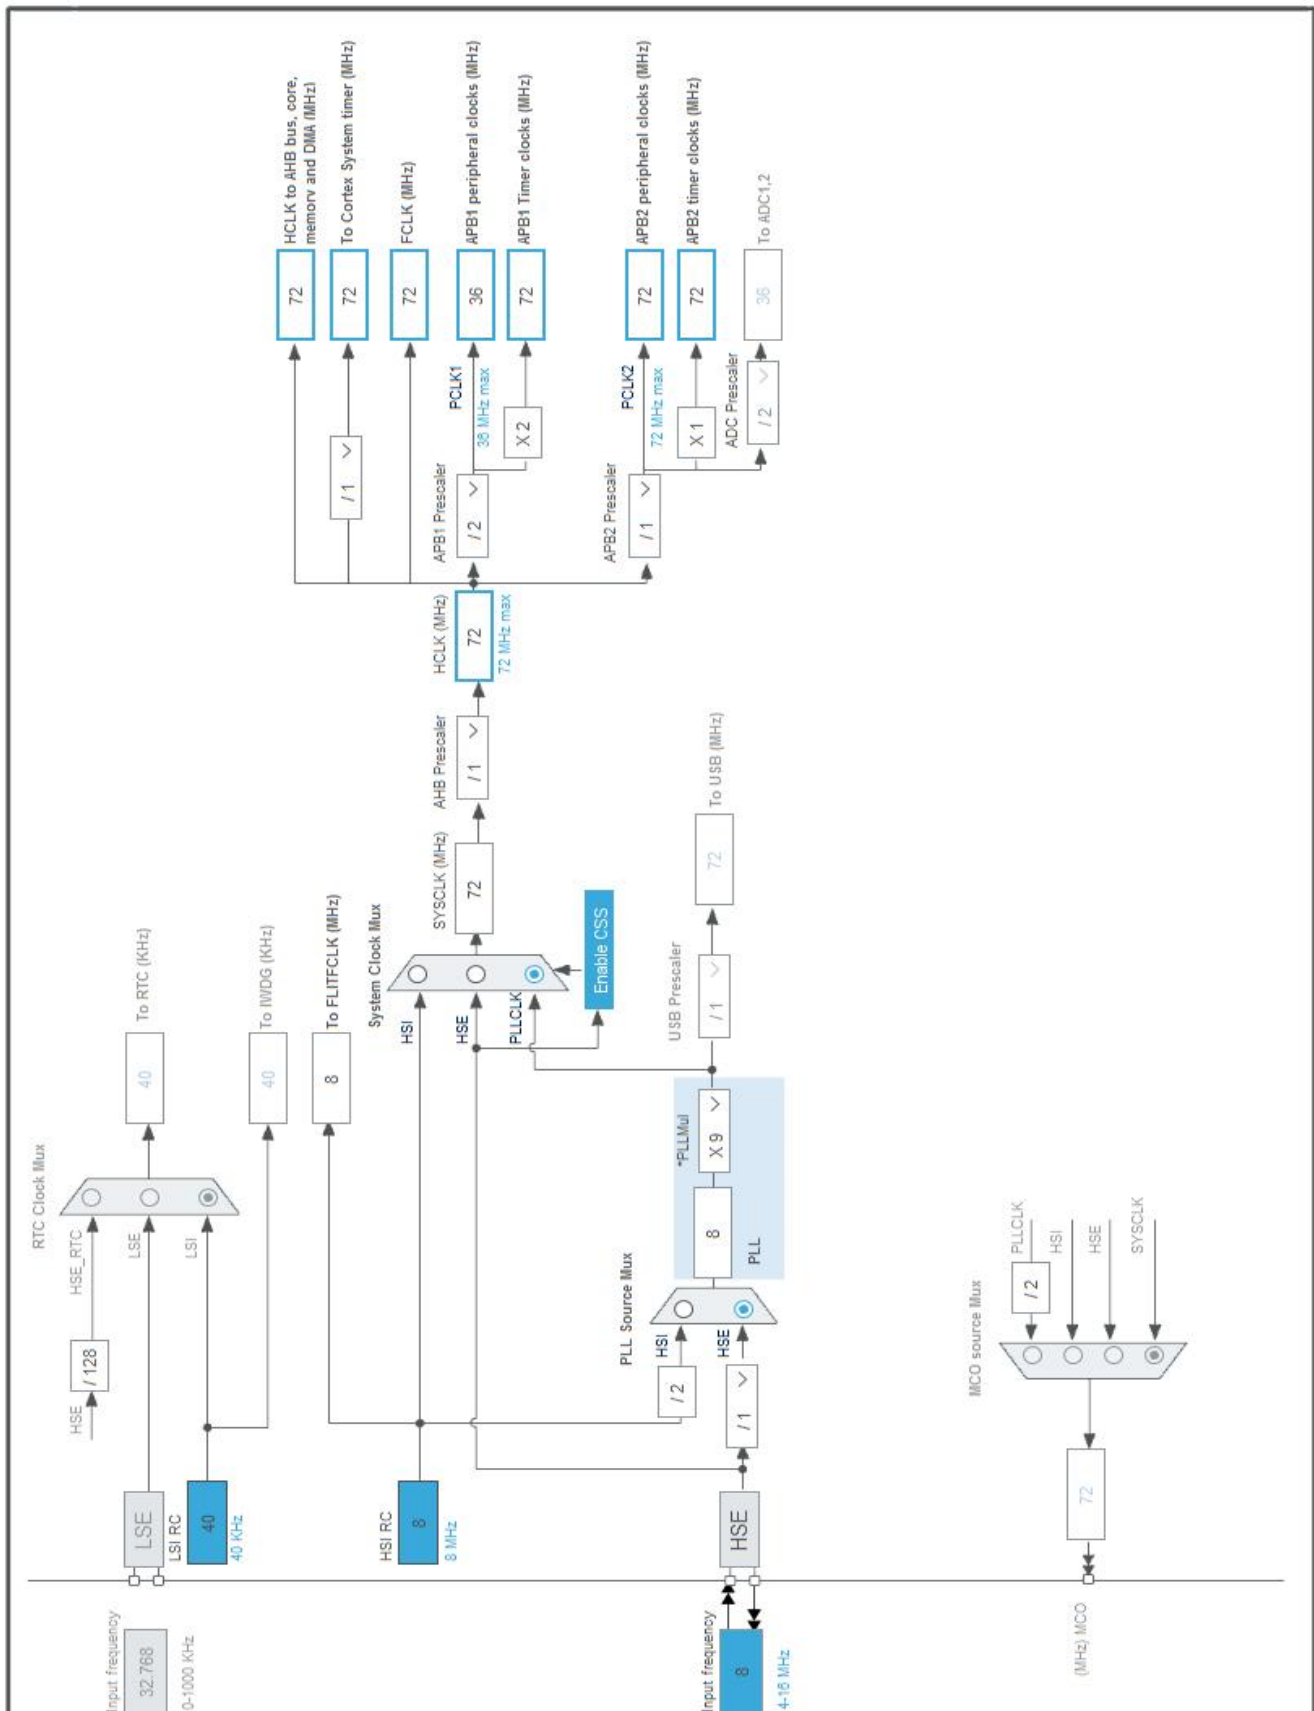 Input frequency
32.768
0-1000 KHz
LSE
LSI RC
40
40 KHz
HSE
/ 128
HSE_RTC
LSE
LSI
RTC Clock Mux
40
To RTC (KHz)
40
To IWDG (KHz)
8
To FLITFCLK (MHz)
HSI RC
8
8 MHz
System Clock Mux
HSI
HSE
PLLCLK
Enable CSS
SYSCLK (MHz)
72
AHB Prescaler
/ 1
HCLK (MHz)
72
72 MHz max
72
HCLK to AHB bus, core,
memory and DMA (MHz)
/ 1
72
To Cortex System timer (MHz)
72
FCLK (MHz)
APB1 Prescaler
/ 2
PCLK1
36 MHz max
36
APB1 peripheral clocks (MHz)
X 2
72
APB1 Timer clocks (MHz)
APB2 Prescaler
/ 1
PCLK2
72 MHz max
72
APB2 peripheral clocks (MHz)
X 1
72
APB2 timer clocks (MHz)
ADC Prescaler
/ 2
36
To ADC1,2
Input frequency
8
4-16 MHz
HSE
/ 2
/ 1
PLL Source Mux
HSI
HSE
8
*PLLMul
X 9
PLL
USB Prescaler
/ 1
72
To USB (MHz)
(MHz) MCO
72
MCO source Mux
/ 2
PLLCLK
HSI
HSE
SYSCLK